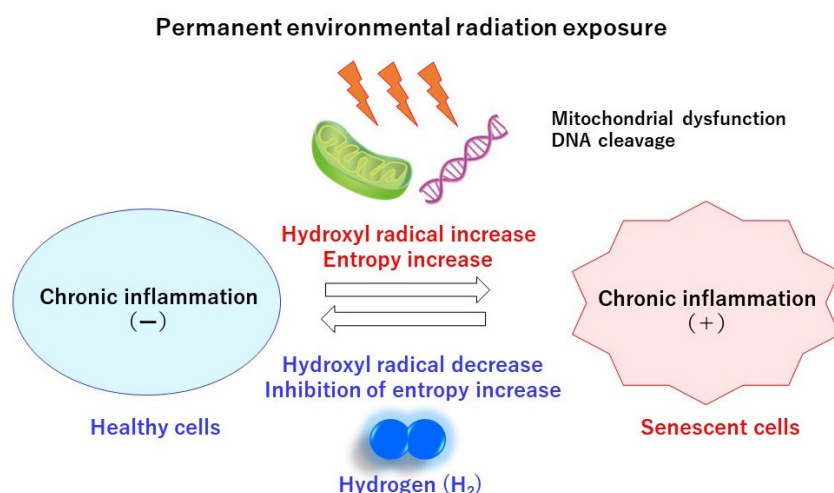 Permanent environmental radiation exposure
Mitochondrial dysfunction
DNA cleavage
Hydroxyl radical increase
Entropy increase
Chronic inflammation
(−)
Chronic inflammation
(+)
Hydroxyl radical decrease
Inhibition of entropy increase
Healthy cells
Senescent cells
Hydrogen (H₂)